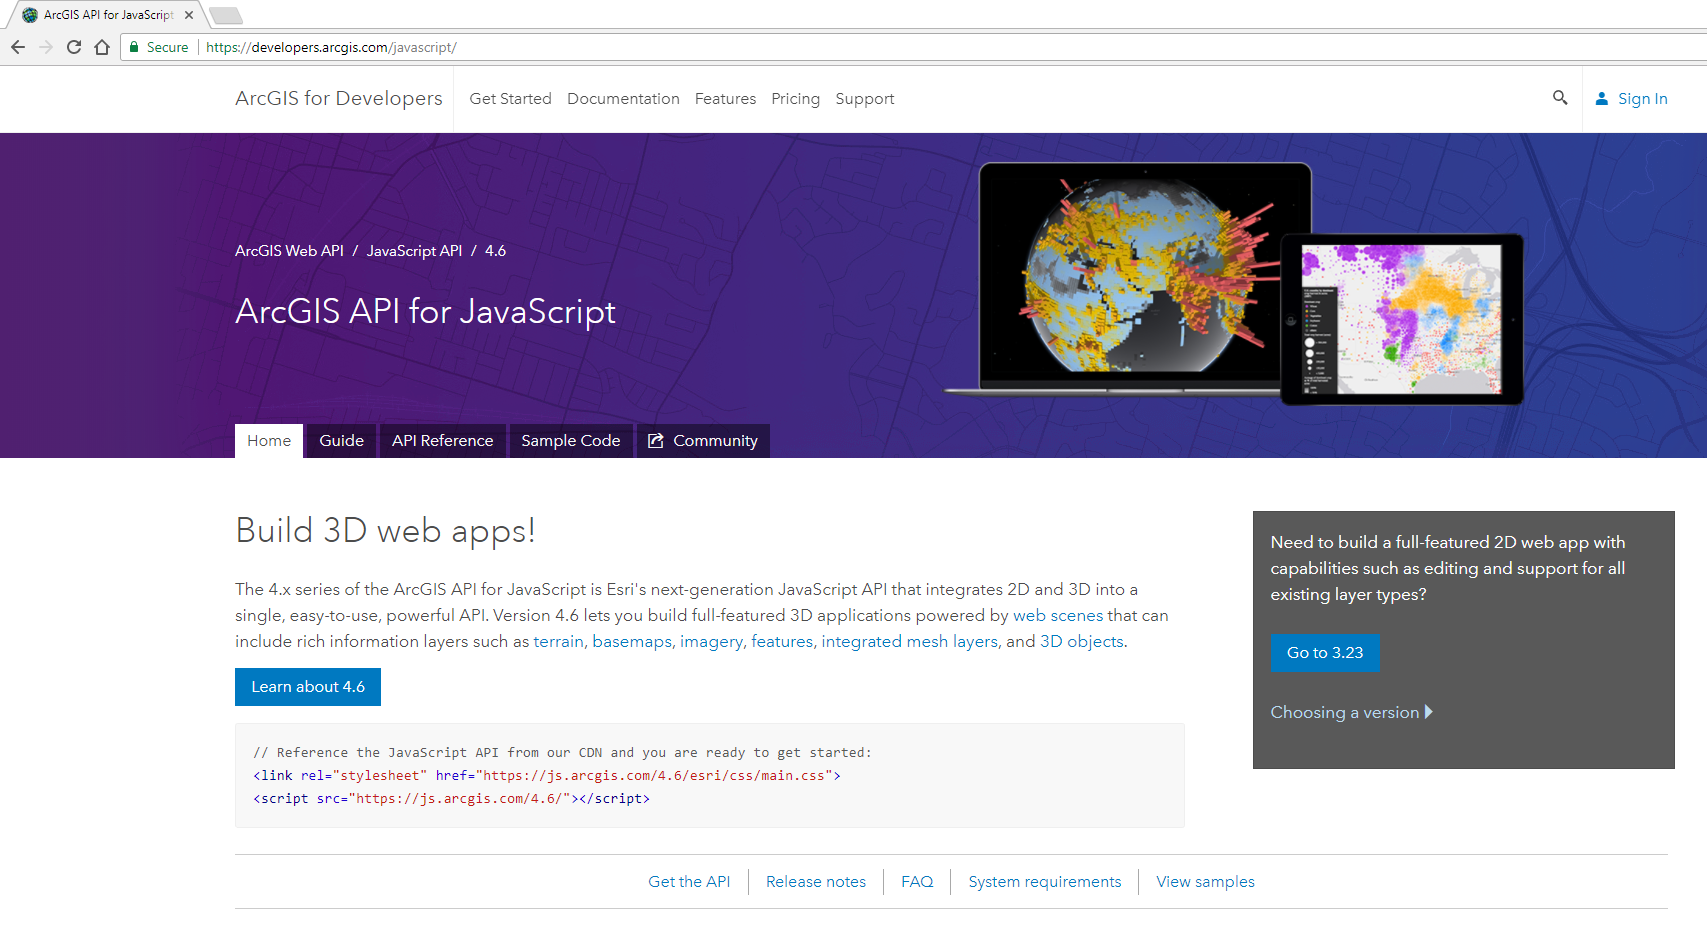 ArcGIS API for JavaScript
Secure
https://developers.arcgis.com/javascript/
ArcGIS for Developers
Get Started Documentation Features Pricing Support
Sign In
ArcGIS Web API / JavaScript API / 4.6
ArcGIS API for JavaScript
Home Guide API Reference Sample Code Community
Build 3D web apps!
The 4.x series of the ArcGIS API for JavaScript is Esri's next-generation JavaScript API that integrates 2D and 3D into a
single, easy-to-use, powerful API. Version 4.6 lets you build full-featured 3D applications powered by web scenes that can
include rich information layers such as terrain, basemaps, imagery, features, integrated mesh layers, and 3D objects.
Learn about 4.6
// Reference the JavaScript API from our CDN and you are ready to get started:
<link rel="stylesheet" href="https://js.arcgis.com/4.6/esri/css/main.css">
<script src="https://js.arcgis.com/4.6/"></script>
Need to build a full-featured 2D web app with
capabilities such as editing and support for all
existing layer types?
Go to 3.23
Choosing a version
Get the API Release notes FAQ System requirements View samples